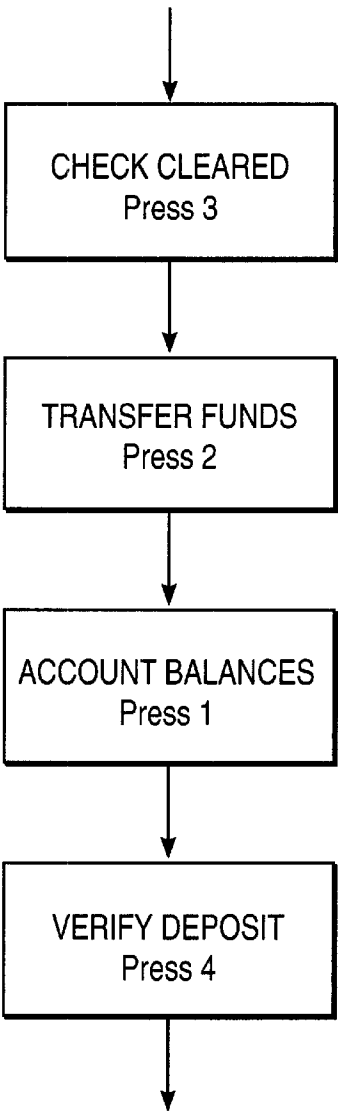 CHECK CLEARED
Press 3
TRANSFER FUNDS
Press 2
ACCOUNT BALANCES
Press 1
VERIFY DEPOSIT
Press 4